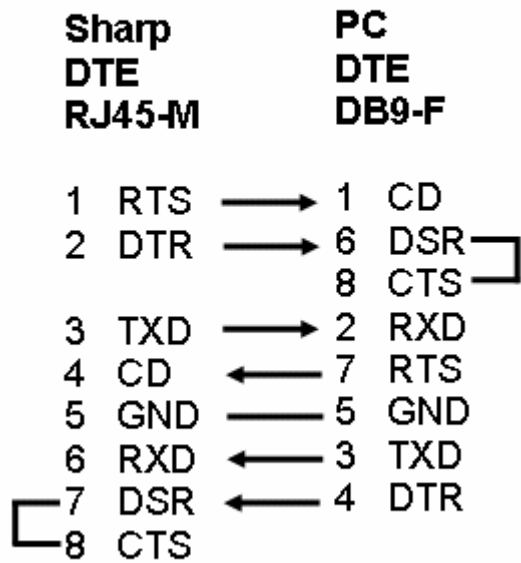 Sharp PC
DTE DTE
RJ45-M DB9-F
1 RTS 1 CD
2 DTR 6 DSR
8 CTS
3 TXD 2 RXD
4 CD 7 RTS
5 GND 5 GND
6 RXD 3 TXD
7 DSR 4 DTR
8 CTS